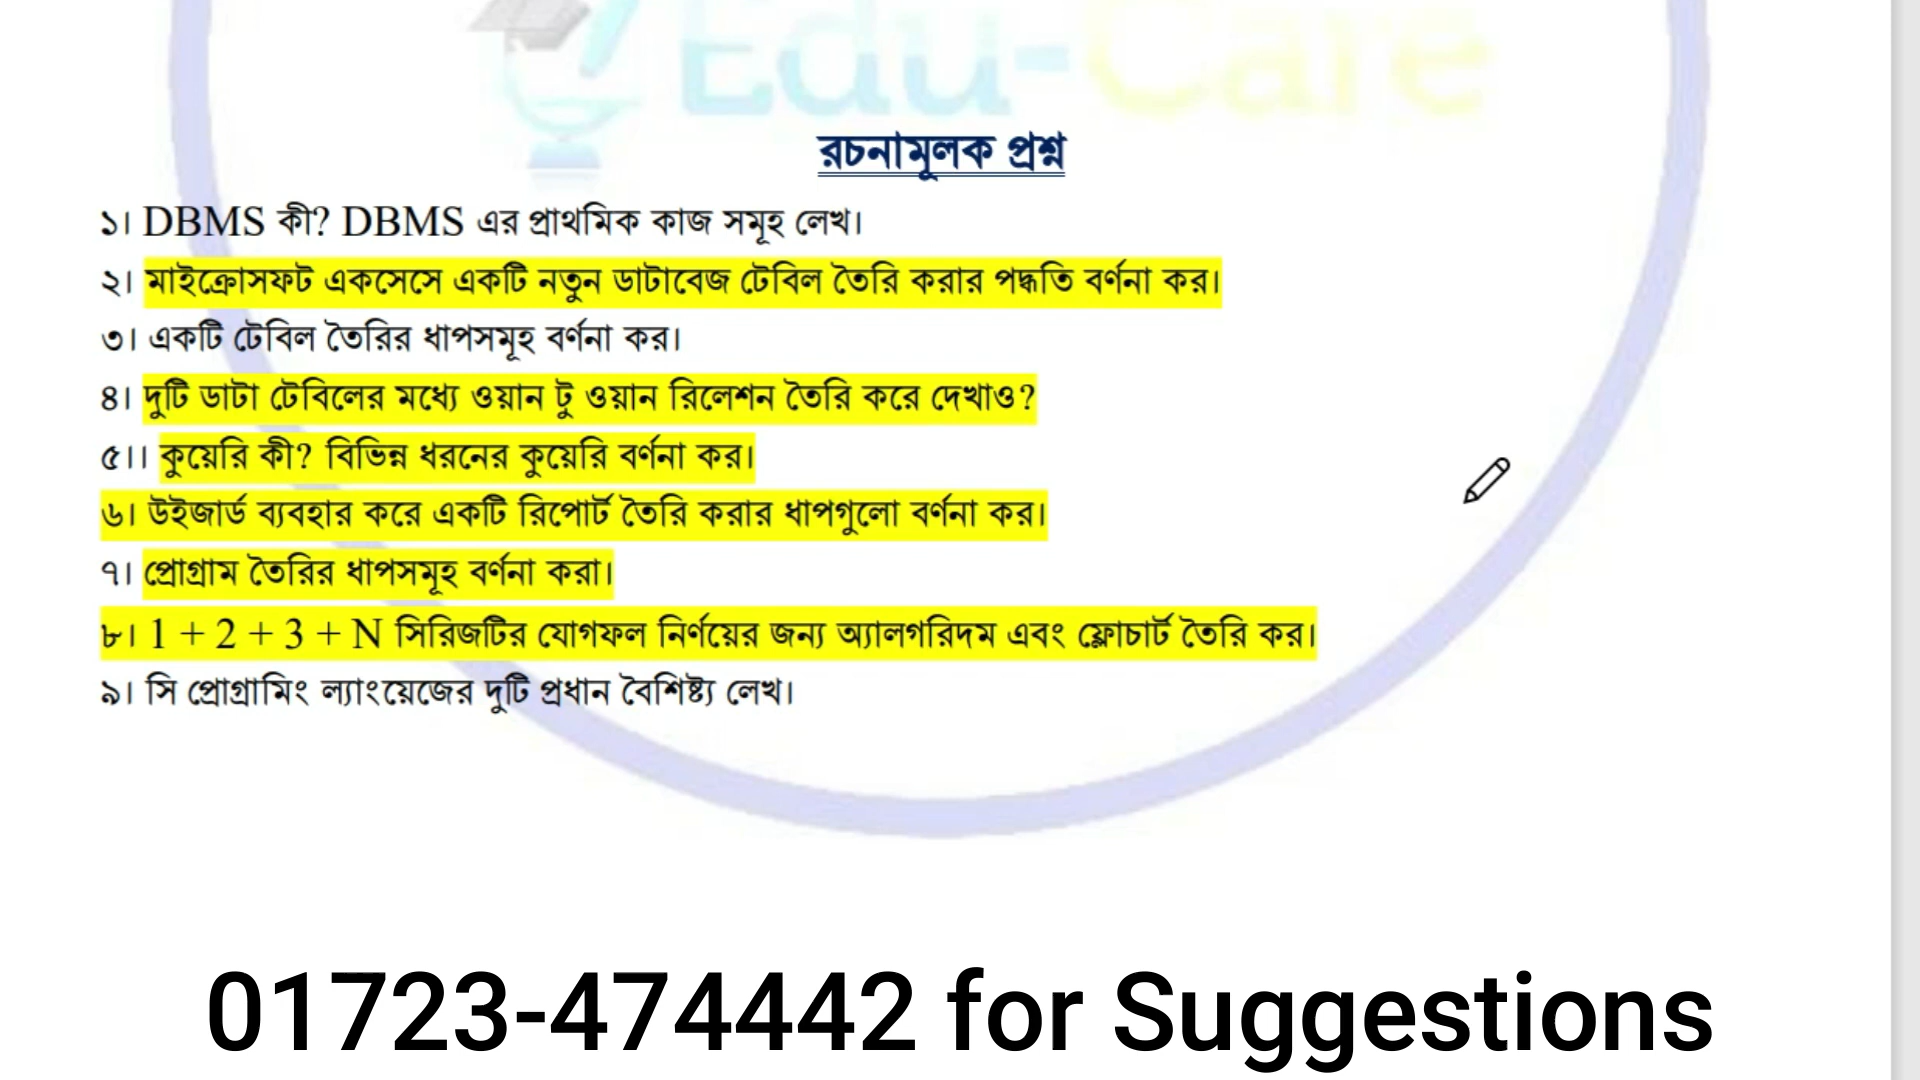 Edu-Care
রচনামূলক প্রশ্ন
১। DBMS কী? DBMS এর প্রাথমিক কাজ সমূহ লেখ।
২। মাইক্রোসফট একসেসে একটি নতুন ডাটাবেজ টেবিল তৈরি করার পদ্ধতি বর্ণনা কর।
৩। একটি টেবিল তৈরির ধাপসমূহ বর্ণনা কর।
৪। দুটি ডাটা টেবিলের মধ্যে ওয়ান টু ওয়ান রিলেশন তৈরি করে দেখাও?
৫।। কুয়েরি কী? বিভিন্ন ধরনের কুয়েরি বর্ণনা কর।
৬। উইজার্ড ব্যবহার করে একটি রিপোর্ট তৈরি করার ধাপগুলো বর্ণনা কর।
৭। প্রোগ্রাম তৈরির ধাপসমূহ বর্ণনা করা।
৮। 1 + 2 + 3 + N সিরিজটির যোগফল নির্ণয়ের জন্য অ্যালগরিদম এবং ফ্লোচার্ট তৈরি কর।
৯। সি প্রোগ্রামিং ল্যাংয়েজের দুটি প্রধান বৈশিষ্ট্য লেখ।
01723-474442 for Suggestions